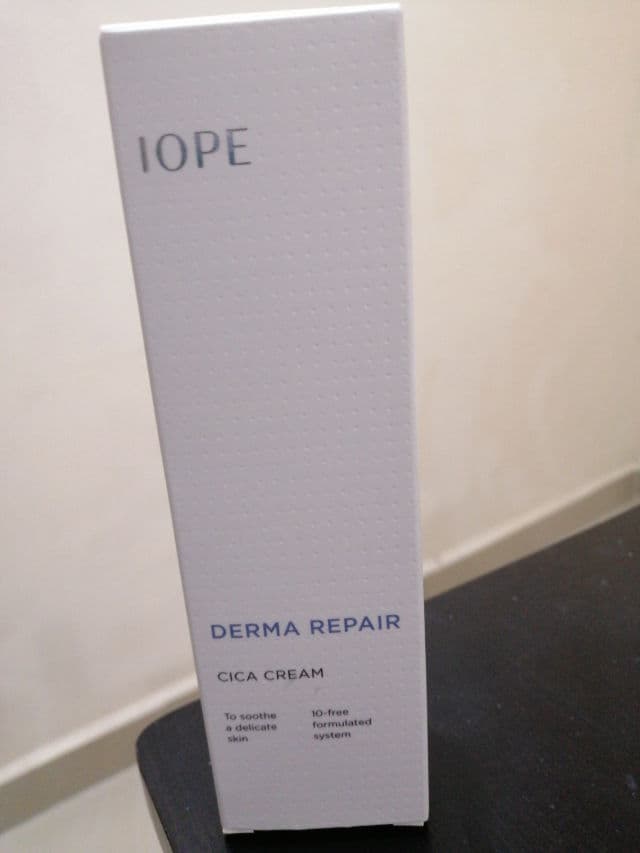 IOPE
DERMA REPAIR
CICA CREAM
To soothe
a delicate
skin
10-free
formulated
system